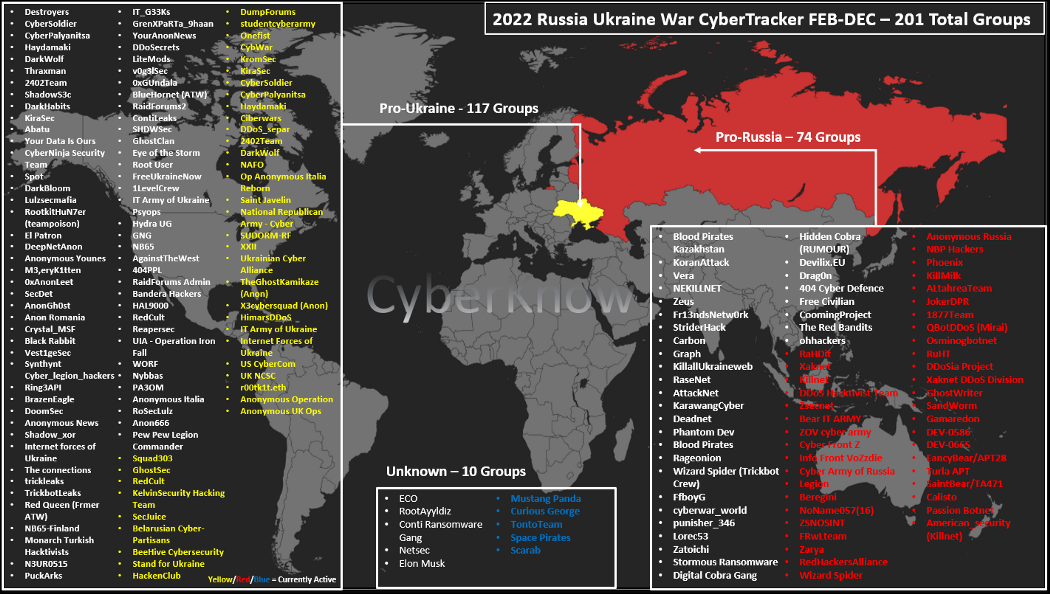 2022 Russia Ukraine War CyberTracker FEB-DEC – 201 Total Groups
Destroyers
CyberSoldier
CyberPalyanitsa
Haydamaki
DarkWolf
Thraxman
2402Team
ShadowS3c
DarkHabits
KiraSec
Abatu
Your Data Is Ours
CyberNinja Security
Team
Spot
DarkBloom
Lulzsecmafia
RootkitHuN7er
(teampoison)
El Patron
DeepNetAnon
Anonymous Younes
M3,eryK1tten
0xAnonLeet
SecDet
AnonGh0st
Anon Romania
Crystal_MSF
Black Rabbit
Vest1geSec
Synthynt
Cyber_legion_hackers
Ring3API
BrazenEagle
DoomSec
Anonymous News
Shadow_xor
Internet forces of
Ukraine
The connections
trickleaks
TrickbotLeaks
Red Queen (Frmer
ATW)
NB65-Finland
Monarch Turkish
Hacktivists
N3UR0515
PuckArks
IT_G33Ks
GrenXPaRTa_9haan
YourAnonNews
DDoSecrets
LiteMods
v0g3lSec
0xGUndala
BlueHornet (ATW)
RaidForums2
ContiLeaks
SHDWSec
GhostClan
Eye of the Storm
Root User
FreeUkraineNow
1LevelCrew
IT Army of Ukraine
Psyops
Hydra UG
GNG
NB65
AgainstTheWest
404PPL
RaidForums Admin
Bandera Hackers
HAL9000
RedCult
Reapersec
UIA - Operation Iron
Fall
WORF
Nybbas
PA3OM
Anonymous Italia
RoSecLulz
Anon666
Pew Pew Legion
Commander
Squad303
GhostSec
RedCult
KelvinSecurity Hacking
Team
SecJuice
Belarusian Cyber-
Partisans
BeeHive Cybersecurity
Stand for Ukraine
HackenClub
DumpForums
studentcyberarmy
Onefist
CybWar
KromSec
KiraSec
CyberSoldier
CyberPalyanitsa
Haydamaki
Ciberwars
DDoS_separ
2402Team
DarkWolf
NAFO
Op Anonymous Italia
Reborn
Saint Javelin
National Republican
Army - Cyber
SUDORM-RF
XXII
Ukrainian Cyber
Alliance
TheGhostKamikaze
(Anon)
X3cybersquad (Anon)
HimarsDDoS
IT Army of Ukraine
Internet Forces of
Ukraine
US CyberCom
UK NCSC
r00tk1t.eth
Anonymous Operation
Anonymous UK Ops
Yellow/Red/Blue = Currently Active
Pro-Ukraine - 117 Groups
Pro-Russia – 74 Groups
CyberKnow
Unknown – 10 Groups
ECO
RootAyyldiz
Conti Ransomware
Gang
Netsec
Elon Musk
Mustang Panda
Curious George
TontoTeam
Space Pirates
Scarab
Blood Pirates
Kazakhstan
KoranAttack
Vera
NEKILLNET
Zeus
Fr13ndsNetw0rk
StriderHack
Carbon
Graph
KillallUkraineweb
RaseNet
AttackNet
KarawangCyber
Deadnet
Phantom Dev
Blood Pirates
Rageonion
Wizard Spider (Trickbot
Crew)
FfboyG
cyberwar_world
punisher_346
Lorec53
Zatoichi
Stormous Ransomware
Digital Cobra Gang
Hidden Cobra
(RUMOUR)
Devilix.EU
Drag0n
404 Cyber Defence
Free Civilian
CoomingProject
The Red Bandits
ohhackers
RaHDit
Xaknet
Killnet
DDoS Hacktivist Team
Zsecnet
Bear IT ARMY
ZOV cyber army
Cyber Front Z
Info Front VoZzdie
Cyber Army of Russia
Legion
Beregini
NoName057(16)
ZSNOSINT
FRwLteam
Zarya
RedHackersAlliance
Wizard Spider
Anonymous Russia
NBP Hackers
Phoenix
KillMilk
AltahreaTeam
JokerDPR
1877Team
QBotDDoS (Mirai)
Osminogbotnet
RuHT
DDoSia Project
Xaknet DDoS Division
GhostWriter
SandWorm
Gamaredon
DEV-0586
DEV-0665
FancyBear/APT28
Turla APT
SaintBear/TA471
Calisto
Passion Botnet
American_security
(Killnet)